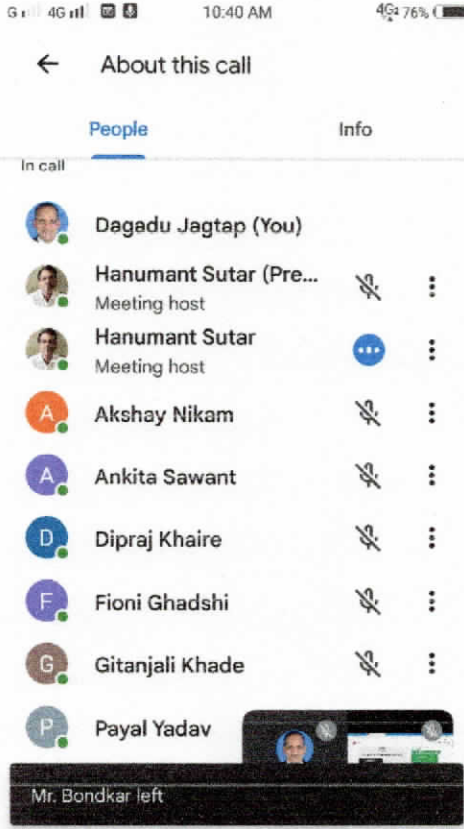 G 4G 10:40 AM 4G2 76%
← About this call
People Info
In call
Dagadu Jagtap (You)
Hanumant Sutar (Pre...
Meeting host
Hanumant Sutar
Meeting host
A Akshay Nikam
A Ankita Sawant
D Dipraj Khaire
F Fioni Ghadshi
G Gitanjali Khade
P Payal Yadav
Mr. Bondkar left